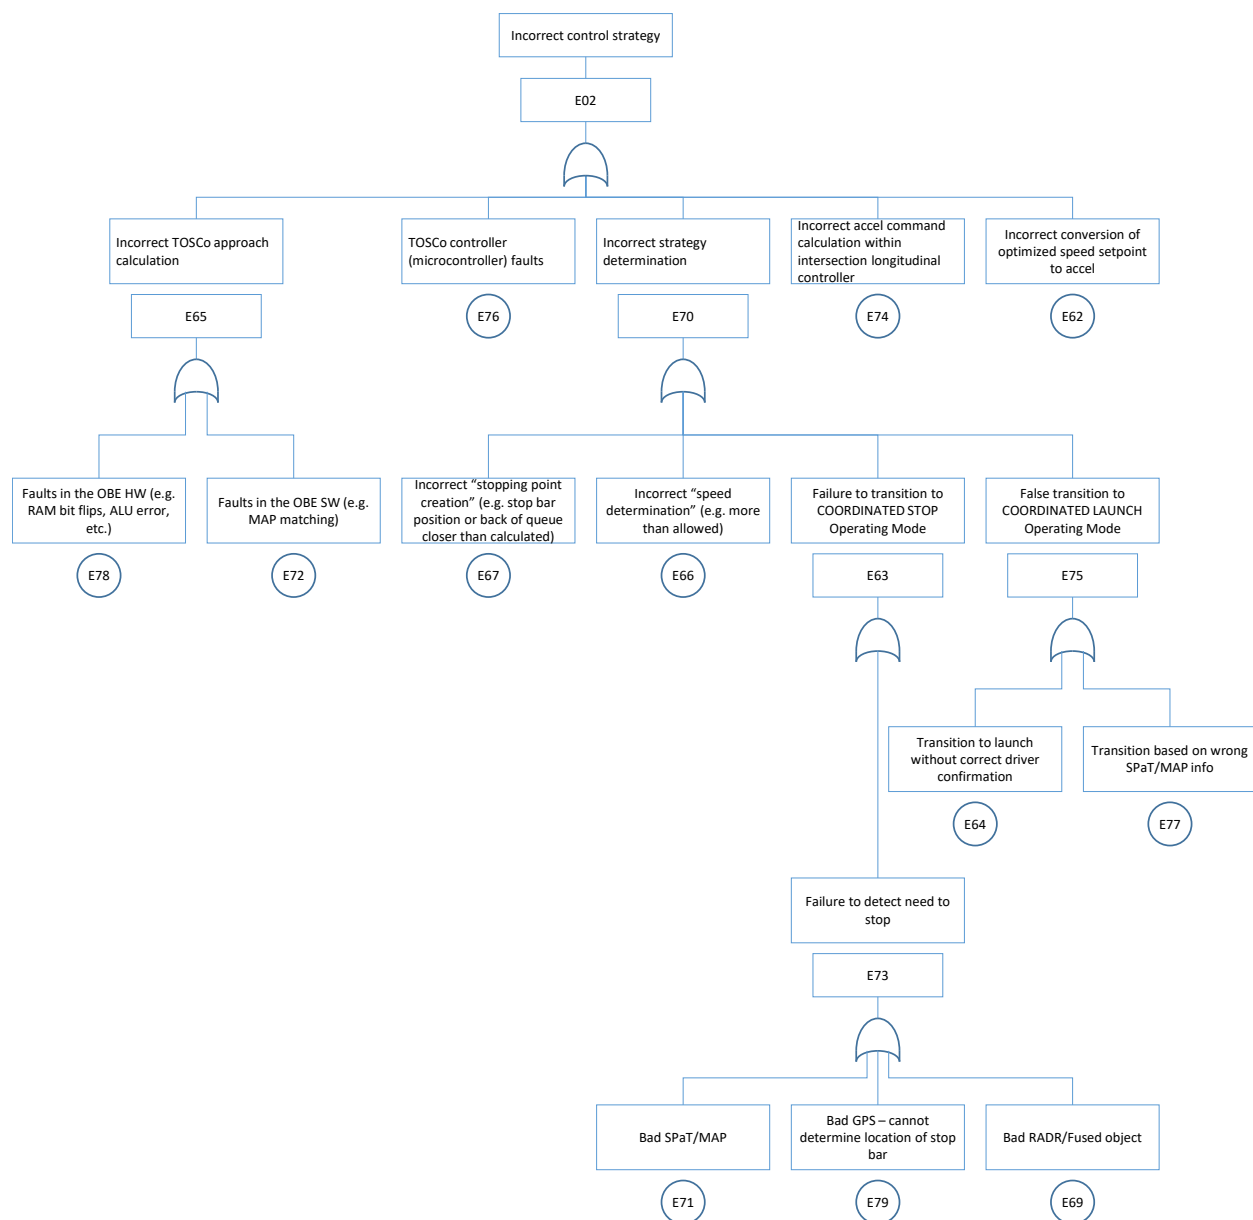 Incorrect control strategy
E02
Incorrect TOSCo approach
calculation
TOSCo controller
(microcontroller) faults
Incorrect strategy
determination
Incorrect accel command
calculation within
intersection longitudinal
controller
Incorrect conversion of
optimized speed setpoint
to accel
E65
E76
E70
E74
E62
Faults in the OBE HW (e.g.
RAM bit flips, ALU error,
etc.)
Faults in the OBE SW (e.g.
MAP matching)
Incorrect “stopping point
creation” (e.g. stop bar
position or back of queue
closer than calculated)
Incorrect “speed
determination” (e.g. more
than allowed)
Failure to transition to
COORDINATED STOP
Operating Mode
False transition to
COORDINATED LAUNCH
Operating Mode
E78
E72
E67
E66
E63
E75
Transition to launch
without correct driver
confirmation
Transition based on wrong
SPaT/MAP info
E64
E77
Failure to detect need to
stop
E73
Bad SPaT/MAP
Bad GPS – cannot
determine location of stop
bar
Bad RADR/Fused object
E71
E79
E69